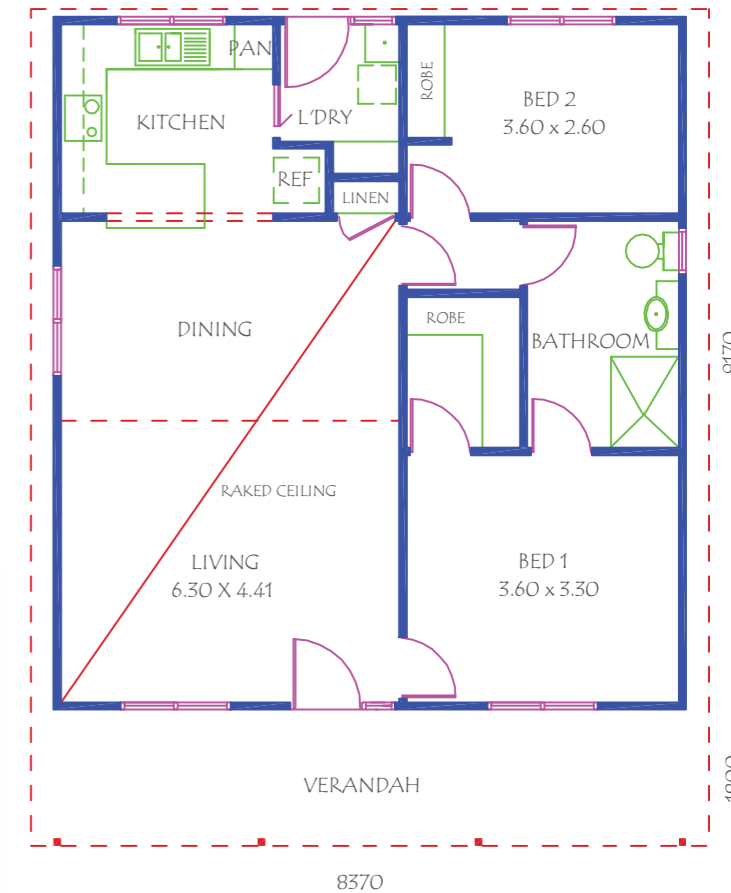 PAN
KITCHEN
L'DRY
REF
LINEN
ROBE
BED 2
3.60 x 2.60
DINING
ROBE
BATHROOM
RAKED CEILING
LIVING
6.30 X 4.41
BED 1
3.60 x 3.30
VERANDAH
8370